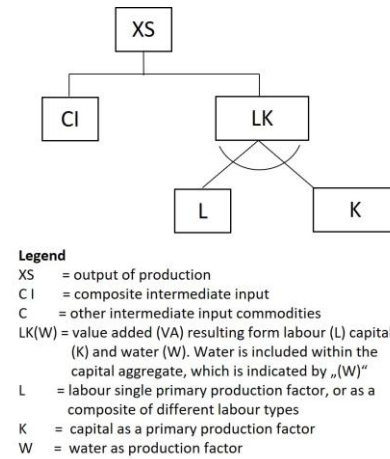 XS
CI
LK
L
K
Legend
XS = output of production
C I = composite intermediate input
C = other intermediate input commodities
LK(W) = value added (VA) resulting form labour (L) capital
(K) and water (W). Water is included within the
capital aggregate, which is indicated by „(W)“
L = labour single primary production factor, or as a
composite of different labour types
K = capital as a primary production factor
W = water as production factor